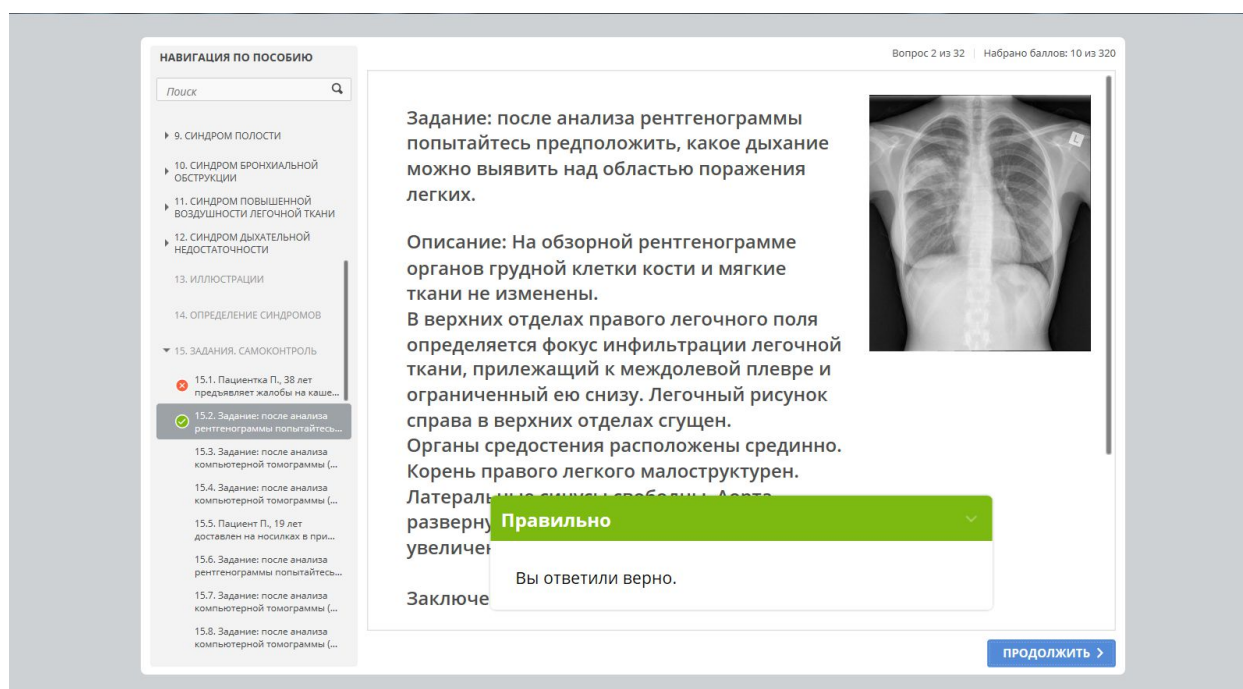 НАВИГАЦИЯ ПО ПОСОБИЮ
Поиск
9. СИНДРОМ ПОЛОСТИ
10. СИНДРОМ БРОНХИАЛЬНОЙ
ОБСТРУКЦИИ
11. СИНДРОМ ПОВЫШЕННОЙ
ВОЗДУШНОСТИ ЛЕГОЧНОЙ ТКАНИ
12. СИНДРОМ ДЫХАТЕЛЬНОЙ
НЕДОСТАТОЧНОСТИ
13. ИЛЛЮСТРАЦИИ
14. ОПРЕДЕЛЕНИЕ СИНДРОМОВ
15. ЗАДАНИЯ. САМОКОНТРОЛЬ
15.1. Пациентка П., 38 лет
предъявляет жалобы на каше...
15.2. Задание: после анализа
рентгенограммы попытайтесь...
15.3. Задание: после анализа
компьютерной томограммы (...
15.4. Задание: после анализа
компьютерной томограммы (...
15.5. Пациент П., 19 лет
доставлен на носилках в при...
15.6. Задание: после анализа
рентгенограммы попытайтесь...
15.7. Задание: после анализа
компьютерной томограммы (...
15.8. Задание: после анализа
компьютерной томограммы (...
Вопрос 2 из 32 | Набрано баллов: 10 из 320
Задание: после анализа рентгенограммы
попытайтесь предположить, какое дыхание
можно выявить над областью поражения
легких.
Описание: На обзорной рентгенограмме
органов грудной клетки кости и мягкие
ткани не изменены.
В верхних отделах правого легочного поля
определяется фокус инфильтрации легочной
ткани, прилежащий к междолевой плевре и
ограниченный ею снизу. Легочный рисунок
справа в верхних отделах сгущен.
Органы средостения расположены срединно.
Корень правого легкого малоструктурен.
Латеральные синусы свободны. Аорта
разверну
увеличен
Заключе
L
Правильно
Вы ответили верно.
ПРОДОЛЖИТЬ